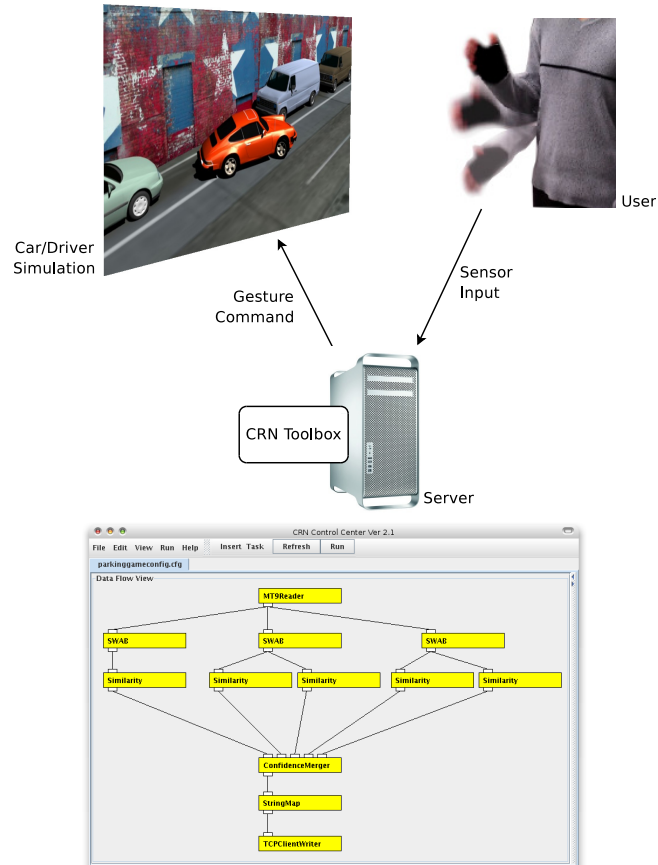 User
Car/Driver
Simulation
Sensor
Input
Gesture
Command
CRN Toolbox
Server
CRN Control Center Ver 2.1
File Edit View Run Help Insert Task Refresh Run
parkinggameconfig.cfg
Data Flow View
MT9Reader
SWAB SWAB SWAB
Similarity Similarity Similarity Similarity Similarity
ConfidenceMerger
StringMap
TCPClientWriter